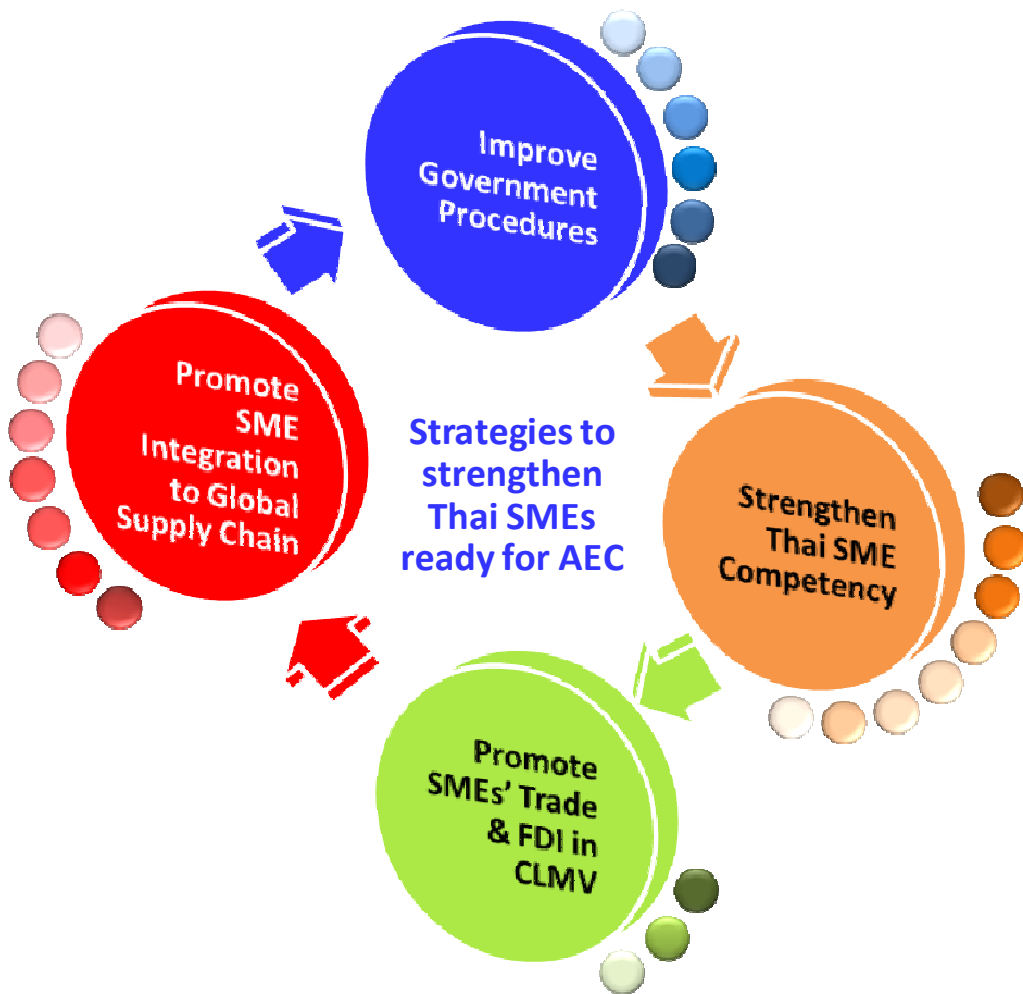 Improve
Government
Procedures
Promote
SME
Integration
to Global
Supply Chain
Strategies to
strengthen
Thai SMEs
ready for AEC
Strengthen
Thai SME
Competency
Promote
SMEs’ Trade
& FDI in
CLMV